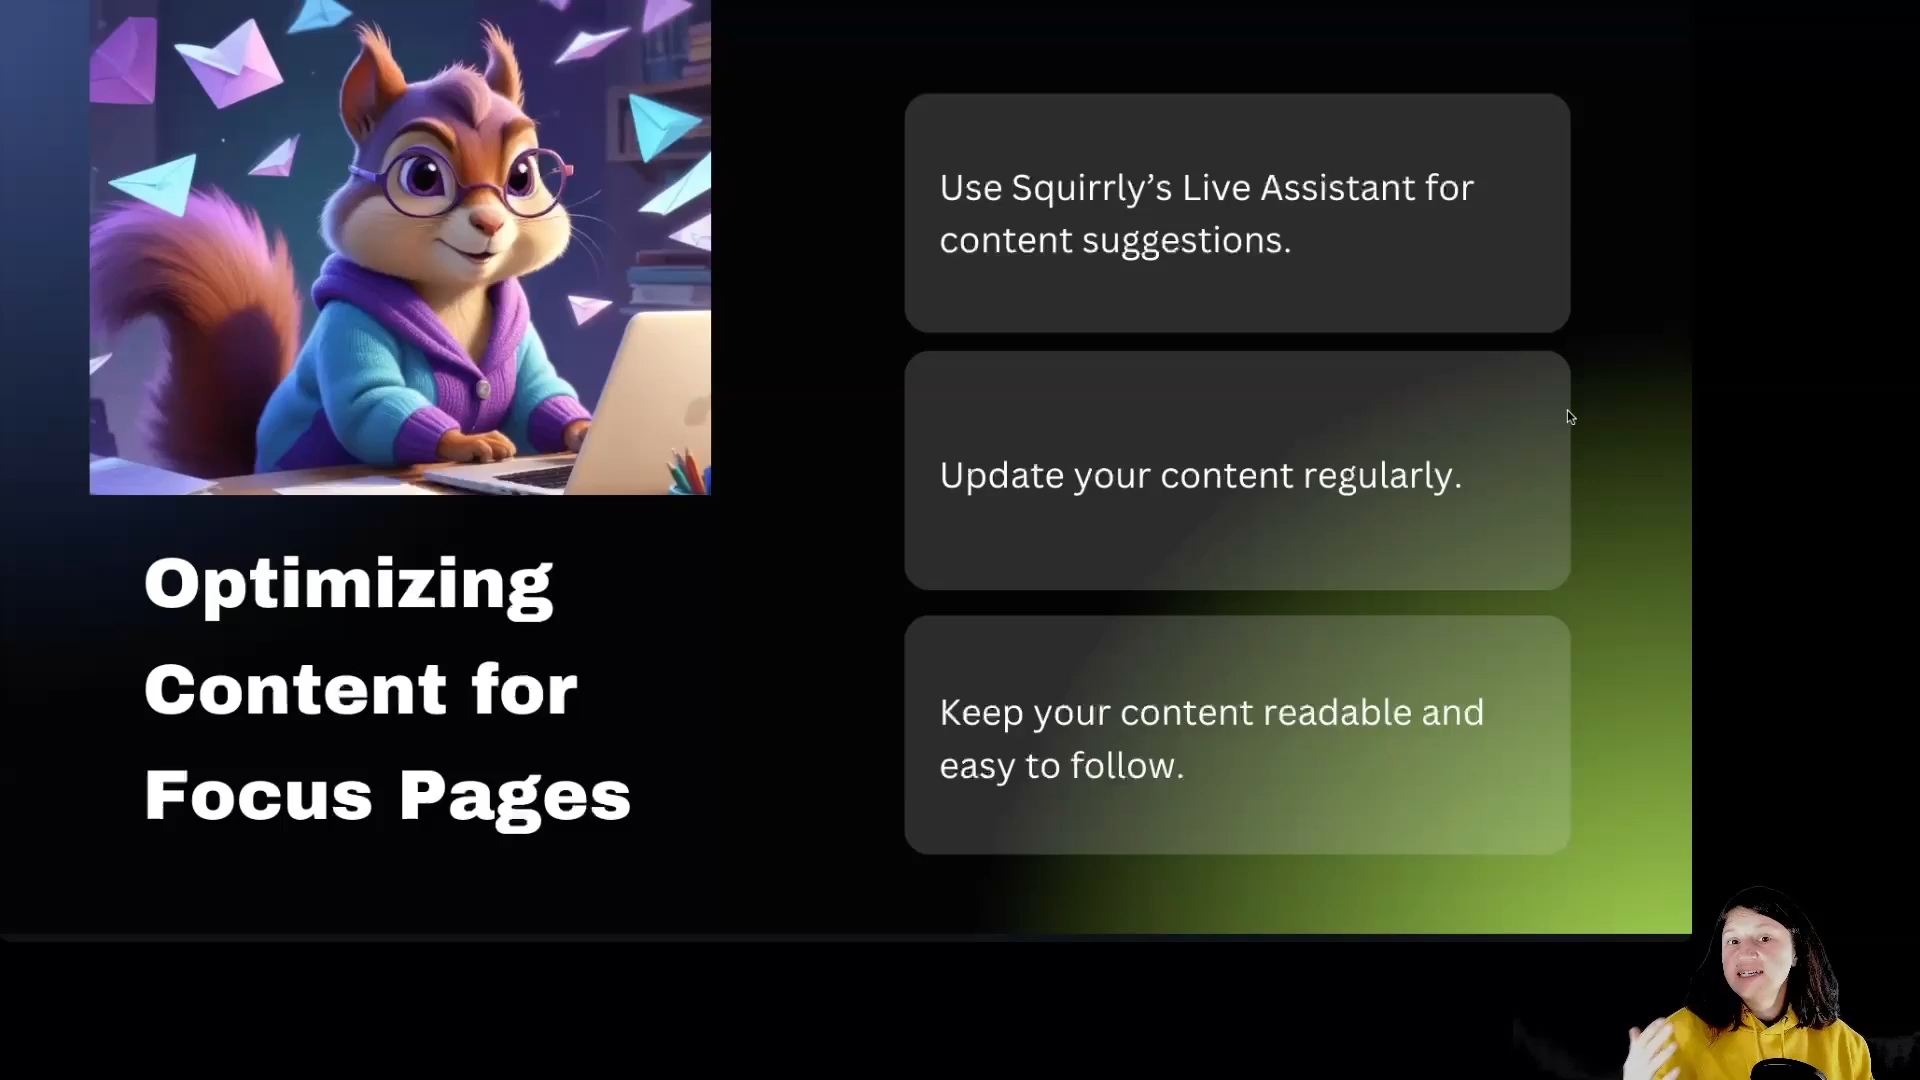 Optimizing
Content for
Focus Pages
Use Squirrly’s Live Assistant for
content suggestions.
Update your content regularly.
Keep your content readable and
easy to follow.